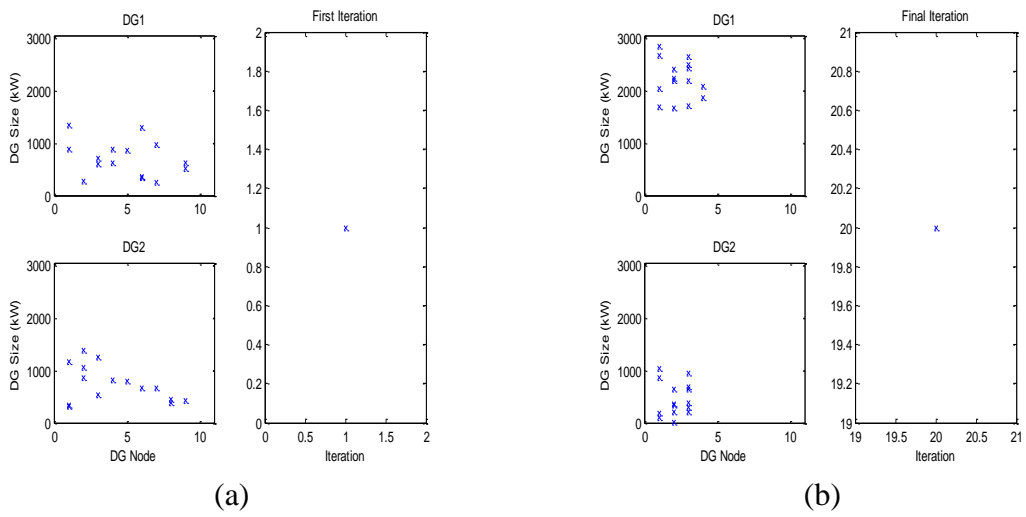 DG1
First Iteration
DG1
Final Iteration
3000
2000
1000
0
DG Size (kW)
0 5 10
2
1.8
1.6
1.4
1.2
1
0.8
0.6
0.4
0.2
0
0 0.5 1 1.5 2
Iteration
DG2
3000
2000
1000
0
DG Size (kW)
0 5 10
DG Node
(a)
3000
2000
1000
0
DG Size (kW)
0 5 10
21
20.8
20.6
20.4
20.2
20
19.8
19.6
19.4
19.2
19
19 19.5 20 20.5 21
Iteration
DG2
3000
2000
1000
0
DG Size (kW)
0 5 10
DG Node
(b)